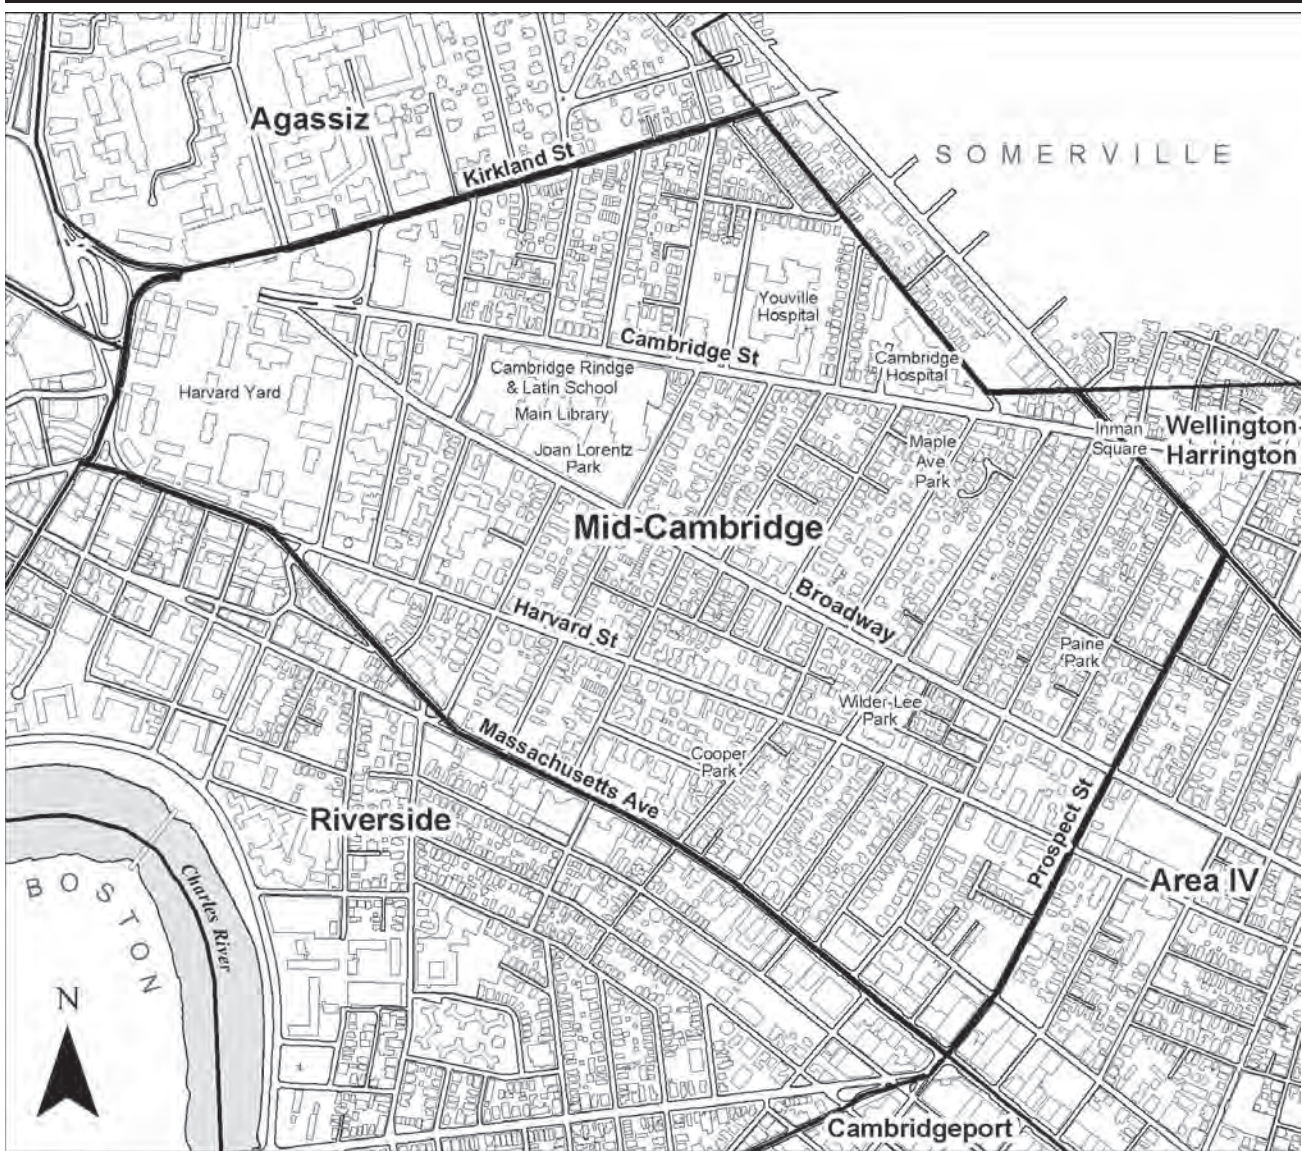 Agassiz
Kirkland St
SOMERVILLE
Youville
Hospital
Cambridge St
Cambridge
Hospital
Cambridge Rindge
& Latin School
Main Library
Joan Lorentz
Park
Harvard Yard
Maple
Ave
Park
Inman
Square
Wellington-
Harrington
Mid-Cambridge
Broadway
Harvard St
Paine
Park
Wilder-Lee
Park
Cooper
Park
Massachusetts Ave
Riverside
Prospect St
Area IV
BOSTON
Charles River
N
Cambridgeport